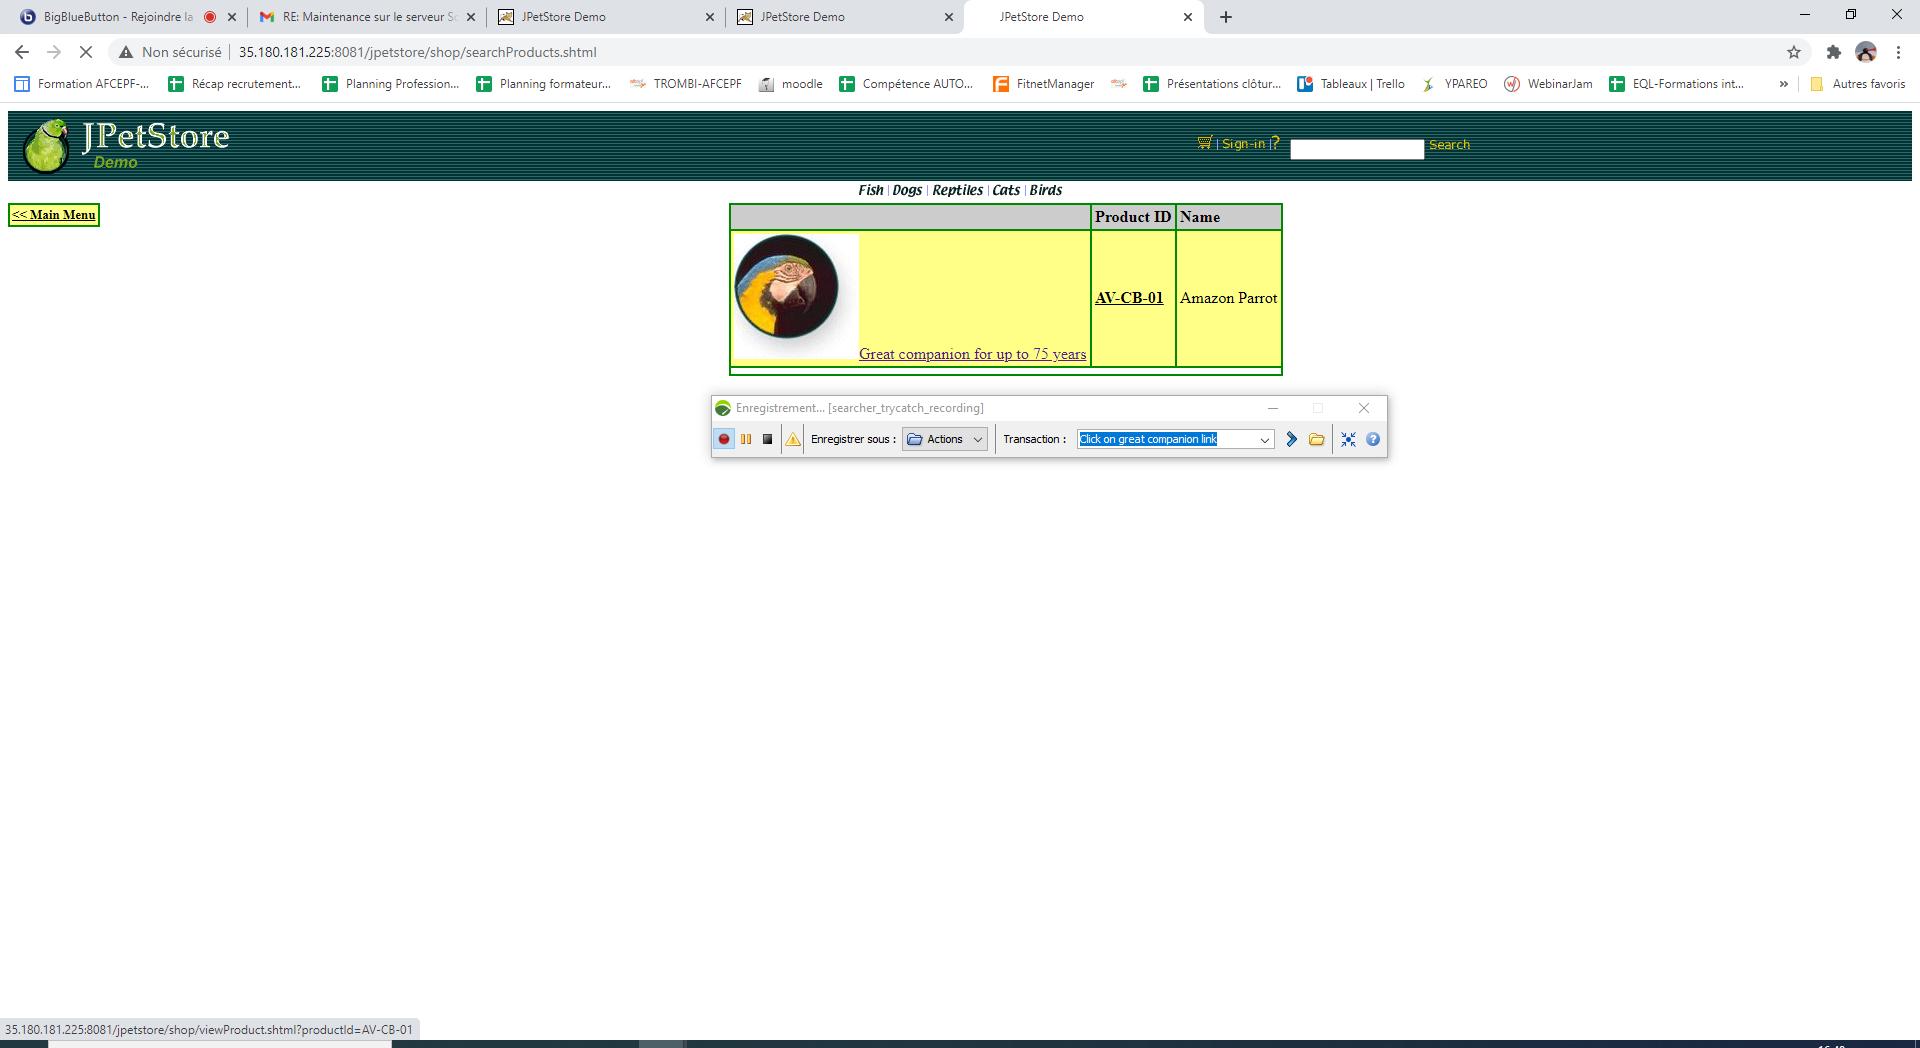 BigBlueButton - Rejoindre la
RE: Maintenance sur le serveur Sc
JPetStore Demo
JPetStore Demo
JPetStore Demo
Non sécurisé
35.180.181.225:8081/jpetstore/shop/searchProducts.shtml
Formation AFCEPF-...
Récap recrutement...
Planning Profession...
Planning formateur...
TROMBI-AFCEPF
moodle
Compétence AUTO...
FitnetManager
Présentations clôtur...
Tableaux | Trello
YPAREO
WebinarJam
EQL-Formations int...
»
Autres favoris
JPetStore
Demo
| Sign-in | ?
Search
Fish | Dogs | Reptiles | Cats | Birds
<< Main Menu
Product ID Name
AV-CB-01 Amazon Parrot
Great companion for up to 75 years
Enregistrement... [searcher_trycatch_recording]
Enregistrer sous : Actions Transaction : Click on great companion link
35.180.181.225:8081/jpetstore/shop/viewProduct.shtml?productId=AV-CB-01